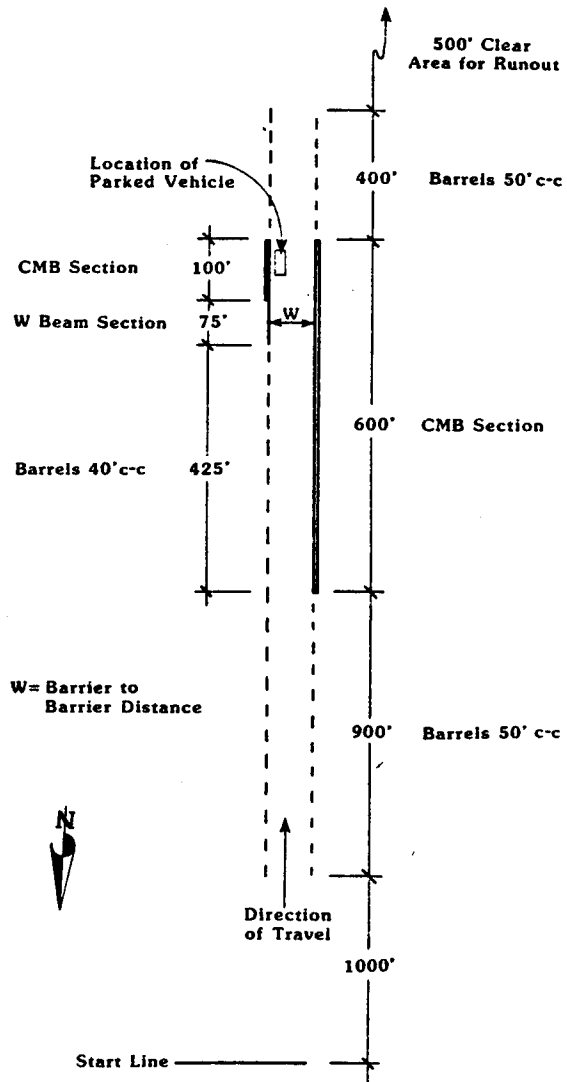 500' Clear
Area for Runout
Location of
Parked Vehicle
400' Barrels 50'c-c
CMB Section 100'
W Beam Section 75'
W
600' CMB Section
Barrels 40'c-c 425'
W= Barrier to
Barrier Distance
900' Barrels 50' c-c
N
Direction
of Travel
1000'
Start Line